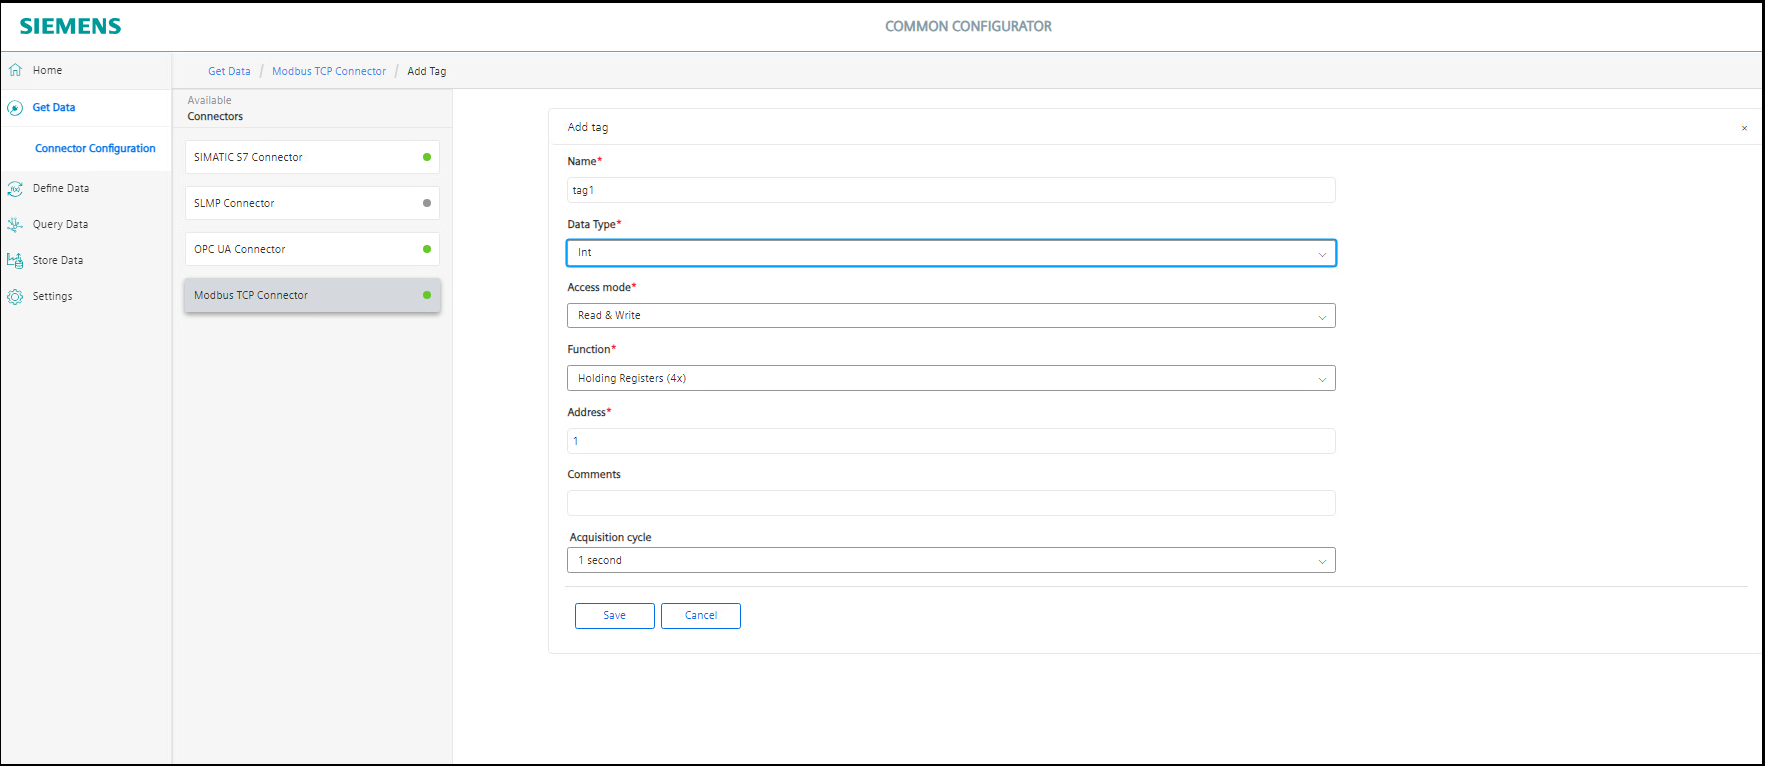 SIEMENS
COMMON CONFIGURATOR
Home
Get Data
Connector Configuration
Define Data
Query Data
Store Data
Settings
Get Data / Modbus TCP Connector / Add Tag
Available
Connectors
SIMATIC S7 Connector
SLMP Connector
OPC UA Connector
Modbus TCP Connector
Add tag ×
Name*
tag1
Data Type*
Int
Access mode*
Read & Write
Function*
Holding Registers (4x)
Address*
1
Comments
Acquisition cycle
1 second
Save Cancel